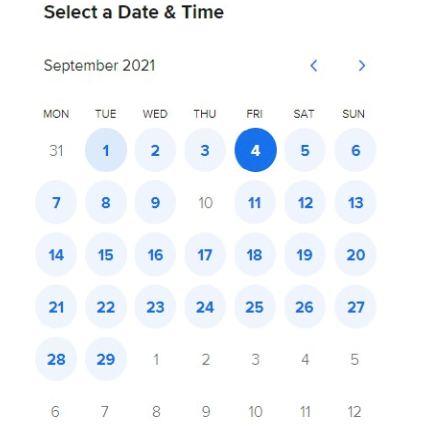 Select a Date & Time
September 2021
MON TUE WED THU FRI SAT SUN
31 1 2 3 4 5 6
7 8 9 10 11 12 13
14 15 16 17 18 19 20
21 22 23 24 25 26 27
28 29 1 2 3 4 5
6 7 8 9 10 11 12